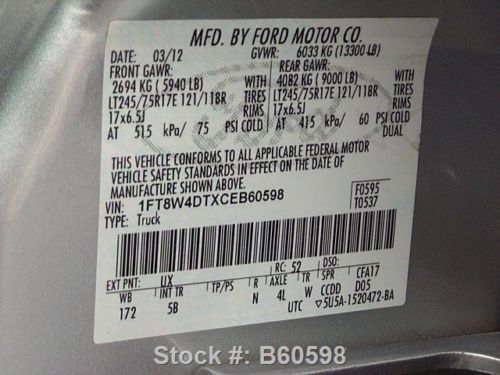 MFD. BY FORD MOTOR CO.
DATE: 03/12 GVWR: 6033 KG (13300 LB)
FRONT GAWR: REAR GAWR:
2694 KG ( 5940 LB) 4082 KG ( 9000 LB)
LT245/75R17E 121/118R TIRES LT245/75R17E 121/118R TIRES
17x6.5J RIMS 17x6.5J RIMS
AT 515 kPa/ 75 PSI COLD AT 415 kPa/ 60 PSI COLD
DUAL
Ford
THIS VEHICLE CONFORMS TO ALL APPLICABLE FEDERAL MOTOR
VEHICLE SAFETY STANDARDS IN EFFECT ON THE DATE OF
MANUFACTURE SHOWN ABOVE.
VIN: 1FT8W4DTXCEB60598 F0595
TYPE: Truck T0537
EXT PNT: UX RC: 52 DSO:
WB INT TR TP/PS R AXLE TR SPR CFA17
172 5B N 4L W CCDD D05
UTC ▽5U5A-1520472-BA
Stock #: B60598